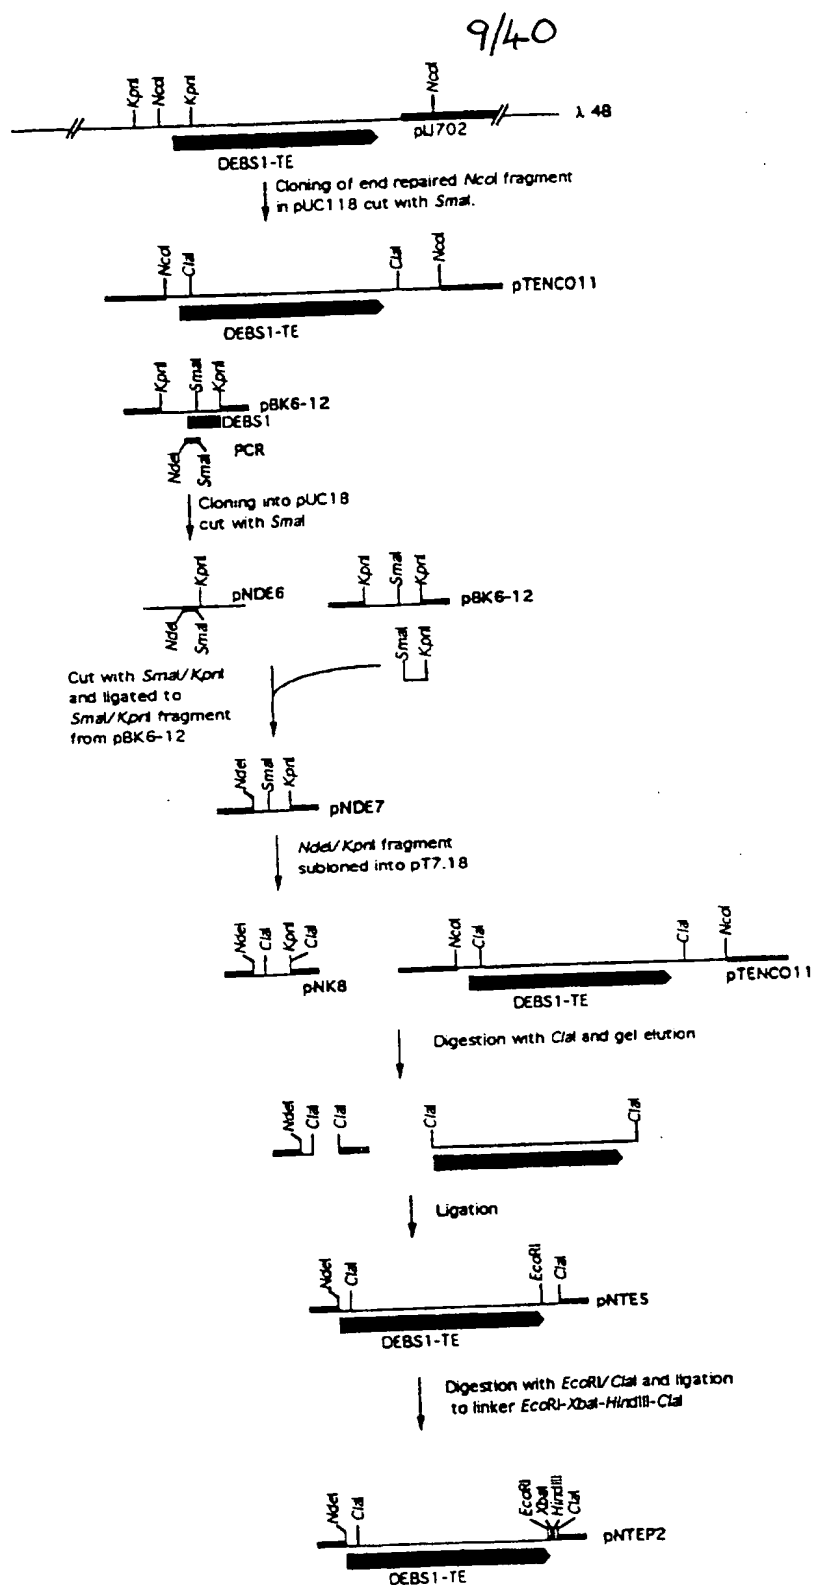 9/40
KpnI NcoI KpnI NcoI
λ 48
pIJ702
DEBS1-TE
Cloning of end repaired NcoI fragment
in pUC118 cut with SmaI.
NcoI ClaI ClaI NcoI
pTENCO11
DEBS1-TE
KpnI SmaI KpnI
pBK6-12
DEBS1
PCR
NdeI SmaI
Cloning into pUC18
cut with SmaI
KpnI
pNDE6
NdeI SmaI
KpnI SmaI KpnI
pBK6-12
SmaI KpnI
Cut with SmaI/KpnI
and ligated to
SmaI/KpnI fragment
from pBK6-12
NdeI SmaI KpnI
pNDE7
NdeI/KpnI fragment
subloned into pT7.18
NdeI ClaI KpnI ClaI
pNK8
NcoI ClaI ClaI NcoI
pTENCO11
DEBS1-TE
Digestion with ClaI and gel elution
NdeI ClaI ClaI ClaI ClaI
Ligation
NdeI ClaI EcoRI ClaI
pNTE5
DEBS1-TE
Digestion with EcoRI/ClaI and ligation
to linker EcoRI-XbaI-HindIII-ClaI
NdeI ClaI EcoRI XbaI HindIII ClaI
pNTEP2
DEBS1-TE